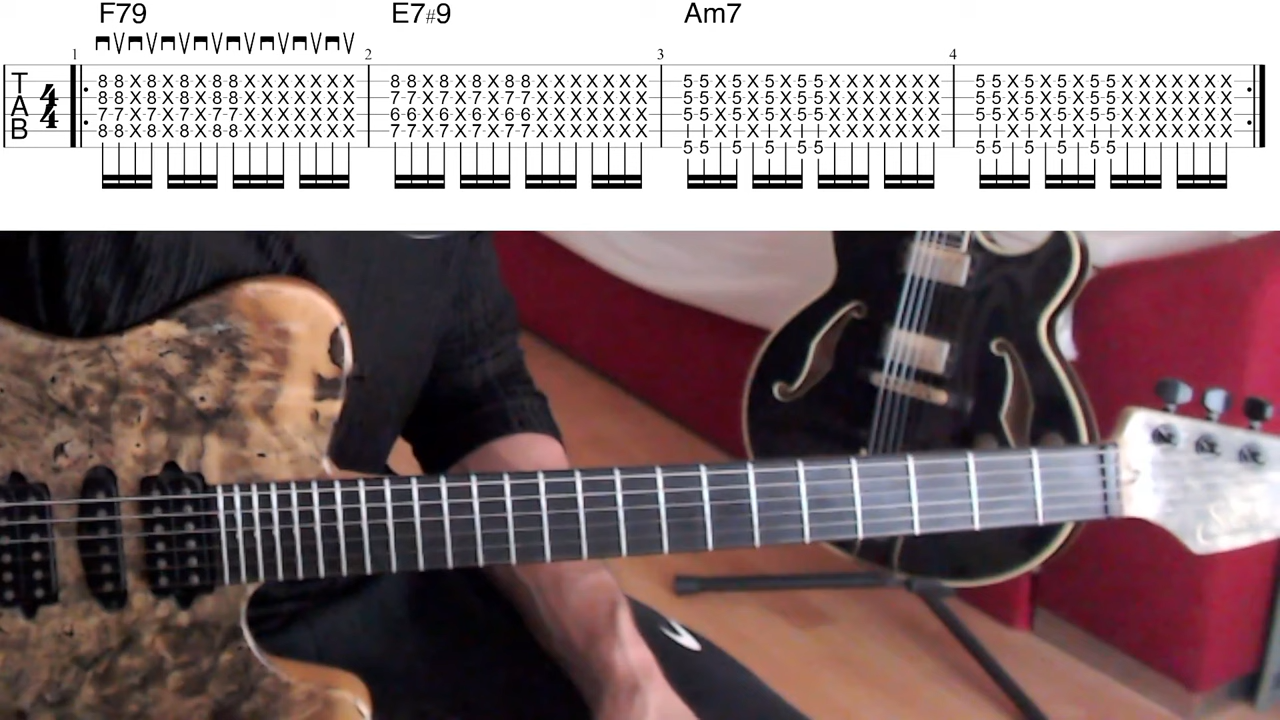 F79 E7#9 Am7
1 2 3 4
T 4 8 8 X 8 X 8 X 8 8 X X X X X X X 8 8 X 8 X 8 X 8 8 X X X X X X X 5 5 X 5 X 5 X 5 5 X X X X X X X 5 5 X 5 X 5 X 5 5 X X X X X X X
8 8 X 8 X 8 X 8 8 X X X X X X X 7 7 X 7 X 7 X 7 7 X X X X X X X 5 5 X 5 X 5 X 5 5 X X X X X X X 5 5 X 5 X 5 X 5 5 X X X X X X X
A 4 7 7 X 7 X 7 X 7 7 X X X X X X X 6 6 X 6 X 6 X 6 6 X X X X X X X 5 5 X 5 X 5 X 5 5 X X X X X X X 5 5 X 5 X 5 X 5 5 X X X X X X X
B 8 8 X 8 X 8 X 8 8 X X X X X X X 7 7 X 7 X 7 X 7 7 X X X X X X X X X X X X X X X X X X X X X X X X X X
5 5 5 5 5 5 5 5 5 5 5 5